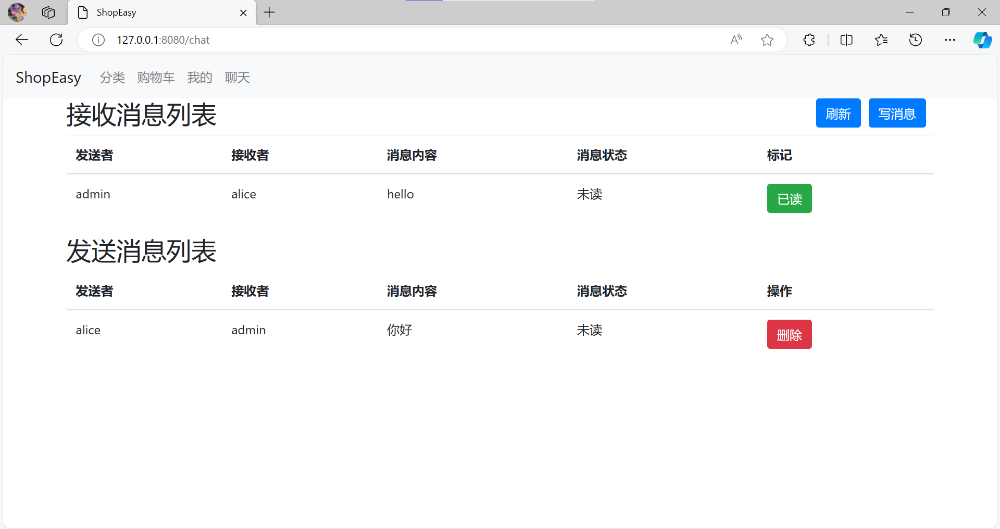 ShopEasy
127.0.0.1:8080/chat
ShopEasy 分类 购物车 我的 聊天
接收消息列表 刷新 写消息
发送者 接收者 消息内容 消息状态 标记
admin alice hello 未读 已读
发送消息列表
发送者 接收者 消息内容 消息状态 操作
alice admin 你好 未读 删除